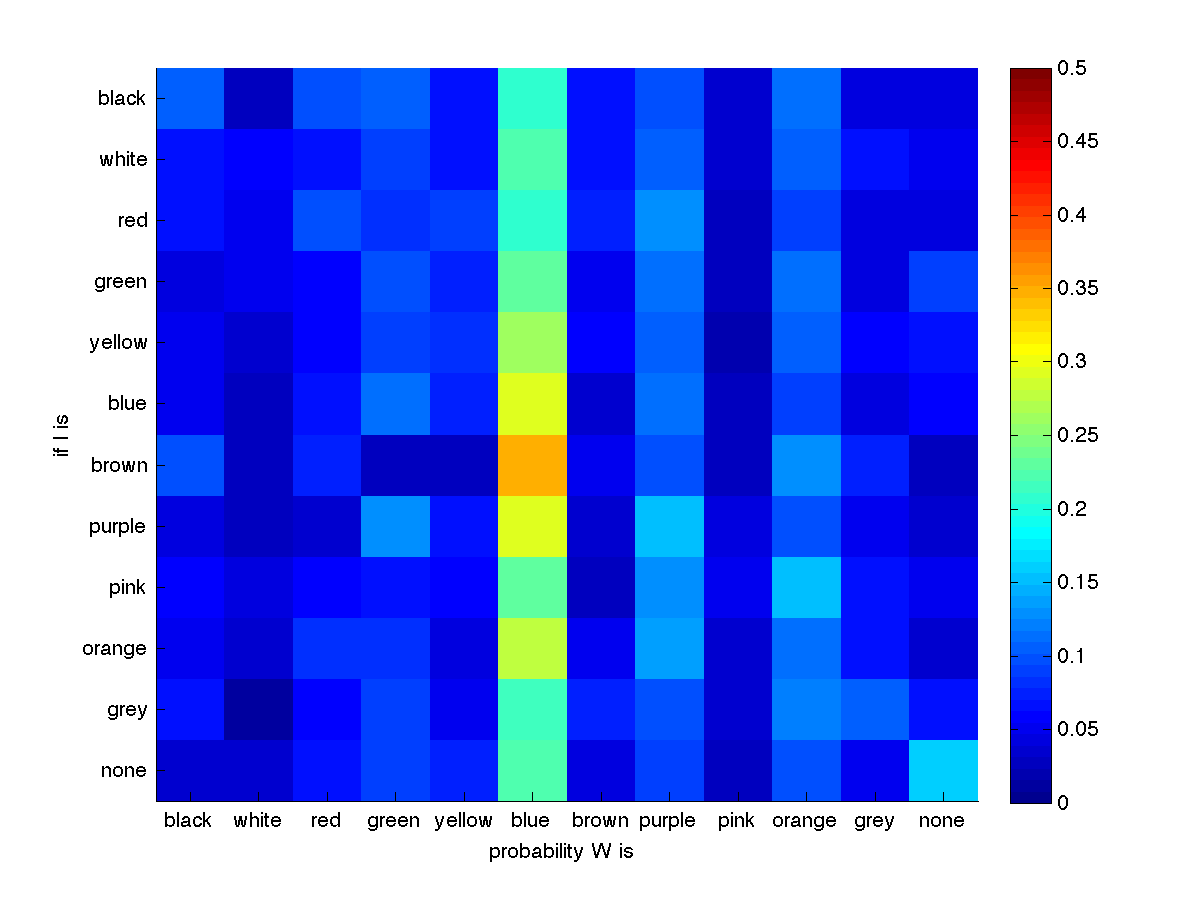 black
white
red
green
yellow
blue
brown
purple
pink
orange
grey
none
if I is
black white red green yellow blue brown purple pink orange grey none
probability W is
0.5
0.45
0.4
0.35
0.3
0.25
0.2
0.15
0.1
0.05
0